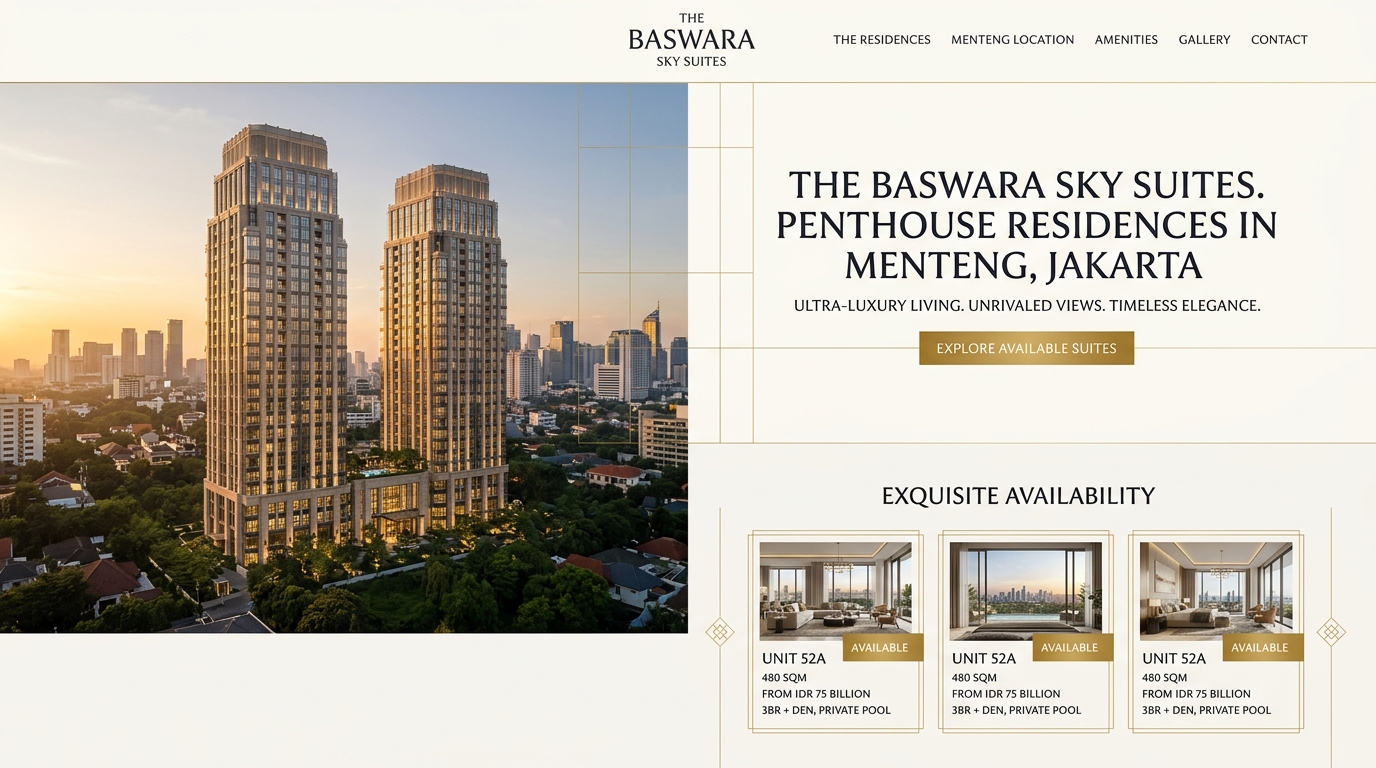 THE
BASWARA
SKY SUITES
THE RESIDENCES
MENTENG LOCATION
AMENITIES
GALLERY
CONTACT
THE BASWARA SKY SUITES.
PENTHOUSE RESIDENCES IN
MENTENG, JAKARTA
ULTRA-LUXURY LIVING. UNRIVALED VIEWS. TIMELESS ELEGANCE.
EXPLORE AVAILABLE SUITES
EXQUISITE AVAILABILITY
AVAILABLE
UNIT 52A
480 SQM
FROM IDR 75 BILLION
3BR + DEN, PRIVATE POOL
AVAILABLE
UNIT 52A
480 SQM
FROM IDR 75 BILLION
3BR + DEN, PRIVATE POOL
AVAILABLE
UNIT 52A
480 SQM
FROM IDR 75 BILLION
3BR + DEN, PRIVATE POOL